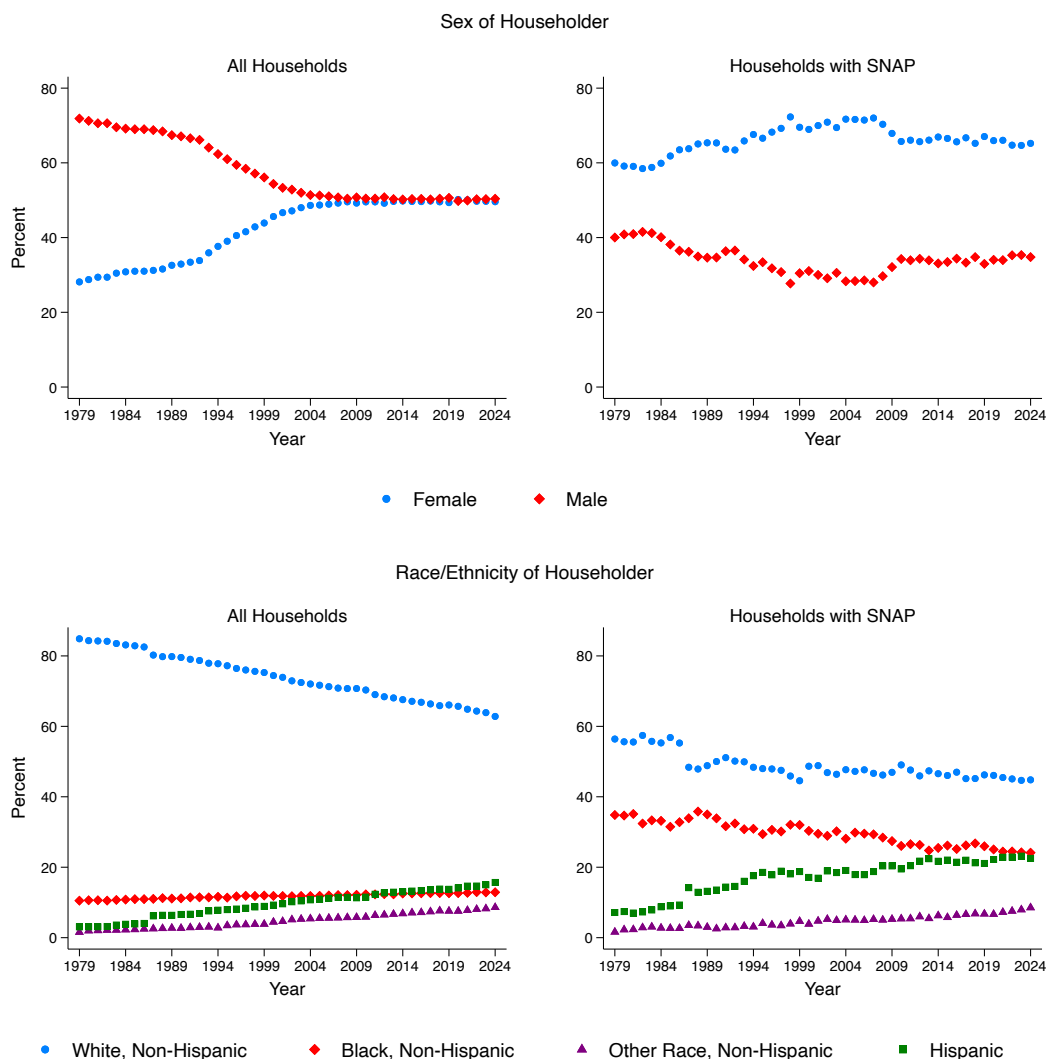 Sex of Householder
All Households
Households with SNAP
80
60
40
20
0
Percent
1979 1984 1989 1994 1999 2004 2009 2014 2019 2024
Year
80
60
40
20
0
1979 1984 1989 1994 1999 2004 2009 2014 2019 2024
Year
Female Male
Race/Ethnicity of Householder
All Households
Households with SNAP
80
60
40
20
0
Percent
1979 1984 1989 1994 1999 2004 2009 2014 2019 2024
Year
80
60
40
20
0
1979 1984 1989 1994 1999 2004 2009 2014 2019 2024
Year
White, Non-Hispanic Black, Non-Hispanic Other Race, Non-Hispanic Hispanic